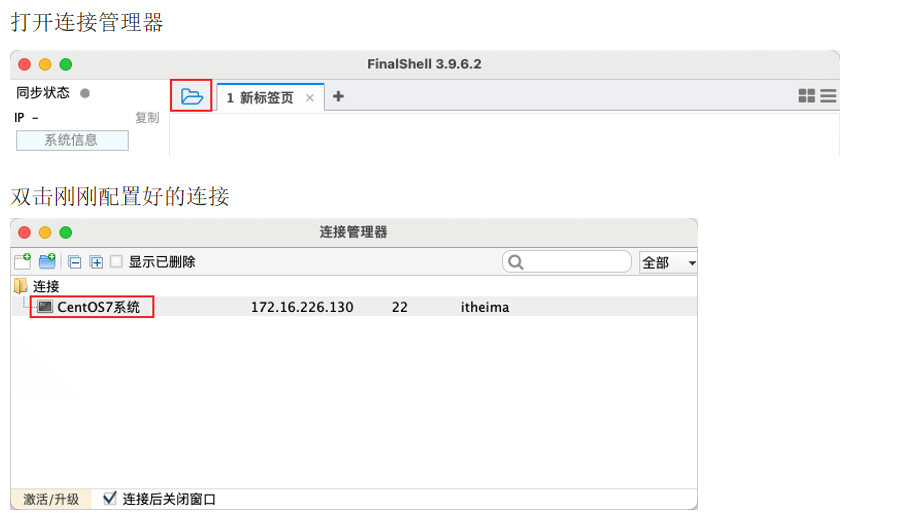 打开连接管理器
FinalShell 3.9.6.2
同步状态
1 新标签页
IP -
复制
系统信息
双击刚刚配置好的连接
连接管理器
显示已删除
全部
连接
CentOS7系统 172.16.226.130 22 itheima
激活/升级 连接后关闭窗口